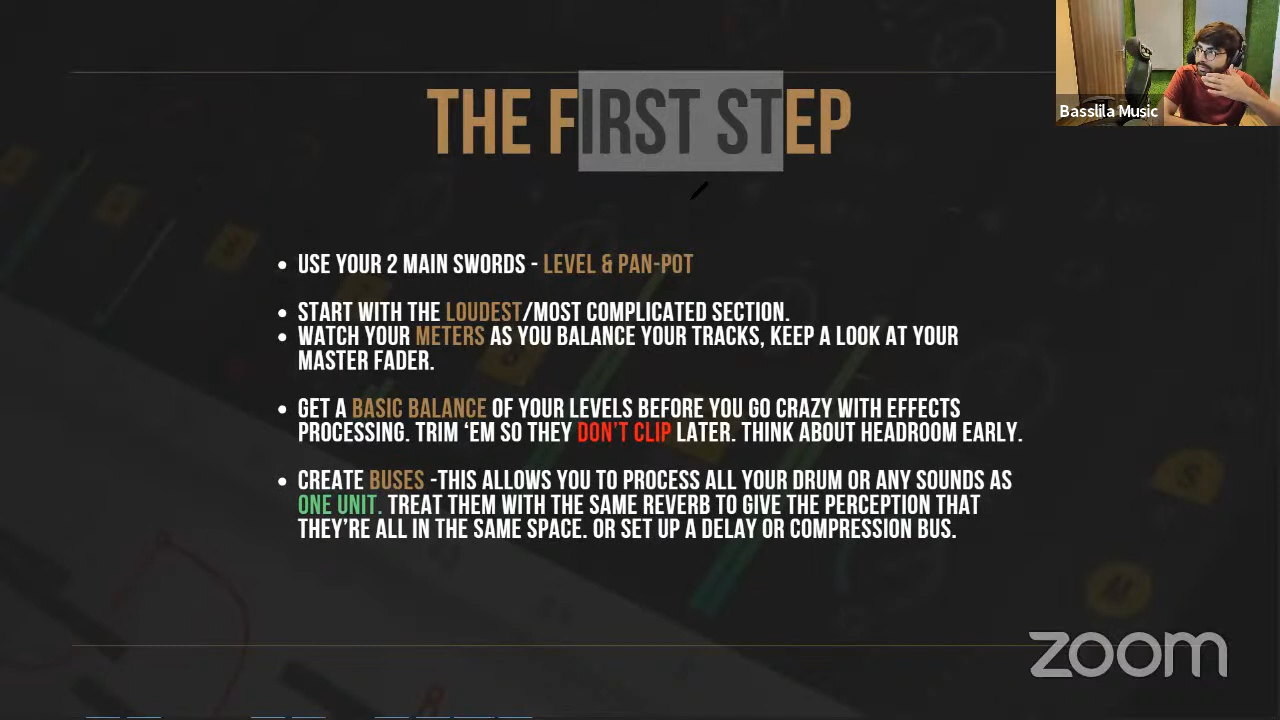 THE FIRST STEP
Basslila Music
• USE YOUR 2 MAIN SWORDS - LEVEL & PAN-POT
• START WITH THE LOUDEST/MOST COMPLICATED SECTION.
• WATCH YOUR METERS AS YOU BALANCE YOUR TRACKS, KEEP A LOOK AT YOUR
MASTER FADER.
• GET A BASIC BALANCE OF YOUR LEVELS BEFORE YOU GO CRAZY WITH EFFECTS
PROCESSING. TRIM ‘EM SO THEY DON’T CLIP LATER. THINK ABOUT HEADROOM EARLY.
• CREATE BUSES -THIS ALLOWS YOU TO PROCESS ALL YOUR DRUM OR ANY SOUNDS AS
ONE UNIT. TREAT THEM WITH THE SAME REVERB TO GIVE THE PERCEPTION THAT
THEY’RE ALL IN THE SAME SPACE. OR SET UP A DELAY OR COMPRESSION BUS.
zoom